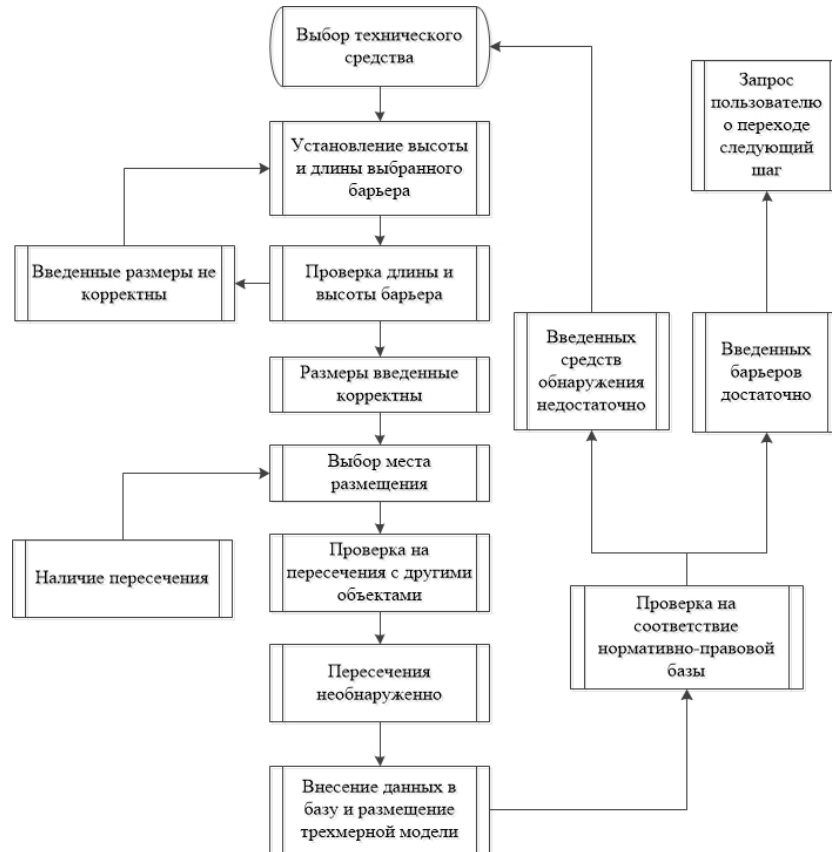 Выбор технического
средства
Установление высоты
и длины выбранного
барьера
Введенные размеры не
корректны
Проверка длины и
высоты барьера
Размеры введенные
корректны
Выбор места
размещения
Наличие пересечения
Проверка на
пересечения с другими
объектами
Пересечения
необнаруженно
Внесение данных в
базу и размещение
трехмерной модели
Проверка на
соответствие
нормативно-правовой
базы
Введенных
средств
обнаружения
недостаточно
Введенных
барьеров
достаточно
Запрос
пользователю
о переходе
следующий
шаг